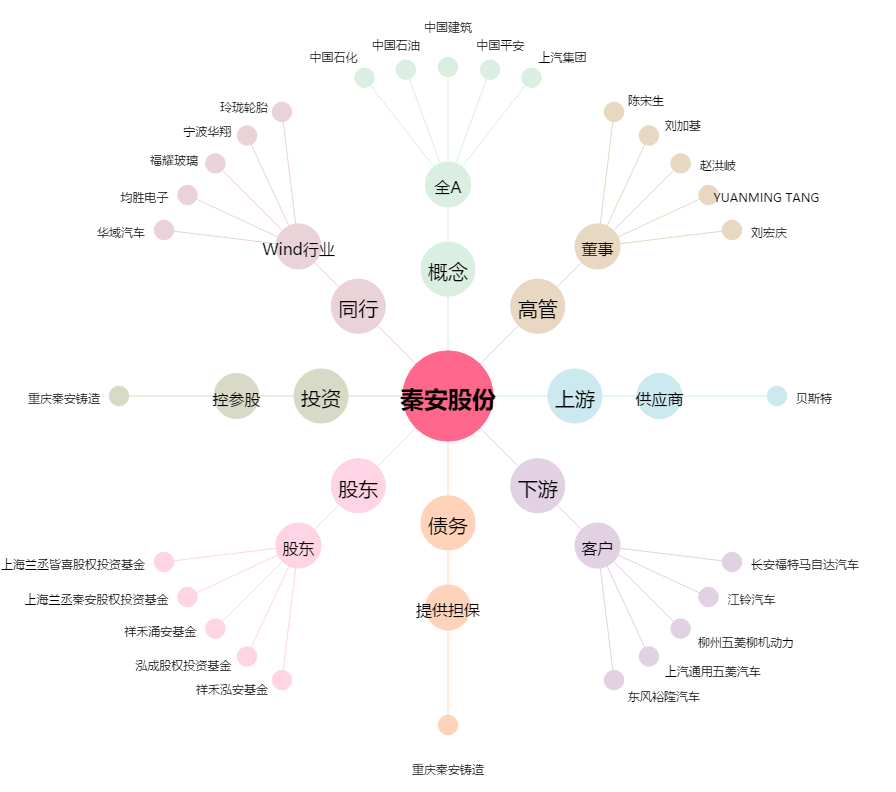 中国建筑
中国石油
中国平安
中国石化
上汽集团
全A
概念
玲珑轮胎
宁波华翔
福耀玻璃
均胜电子
华域汽车
Wind行业
同行
陈宋生
刘加基
赵洪岐
YUANMING TANG
刘宏庆
董事
高管
重庆秦安铸造
控参股
投资
秦安股份
上游
供应商
贝斯特
股东
股东
上海兰丞皆喜股权投资基金
上海兰丞秦安股权投资基金
祥禾涌安基金
泓成股权投资基金
祥禾泓安基金
债务
提供担保
重庆秦安铸造
下游
客户
长安福特马自达汽车
江铃汽车
柳州五菱柳机动力
上汽通用五菱汽车
东风裕隆汽车